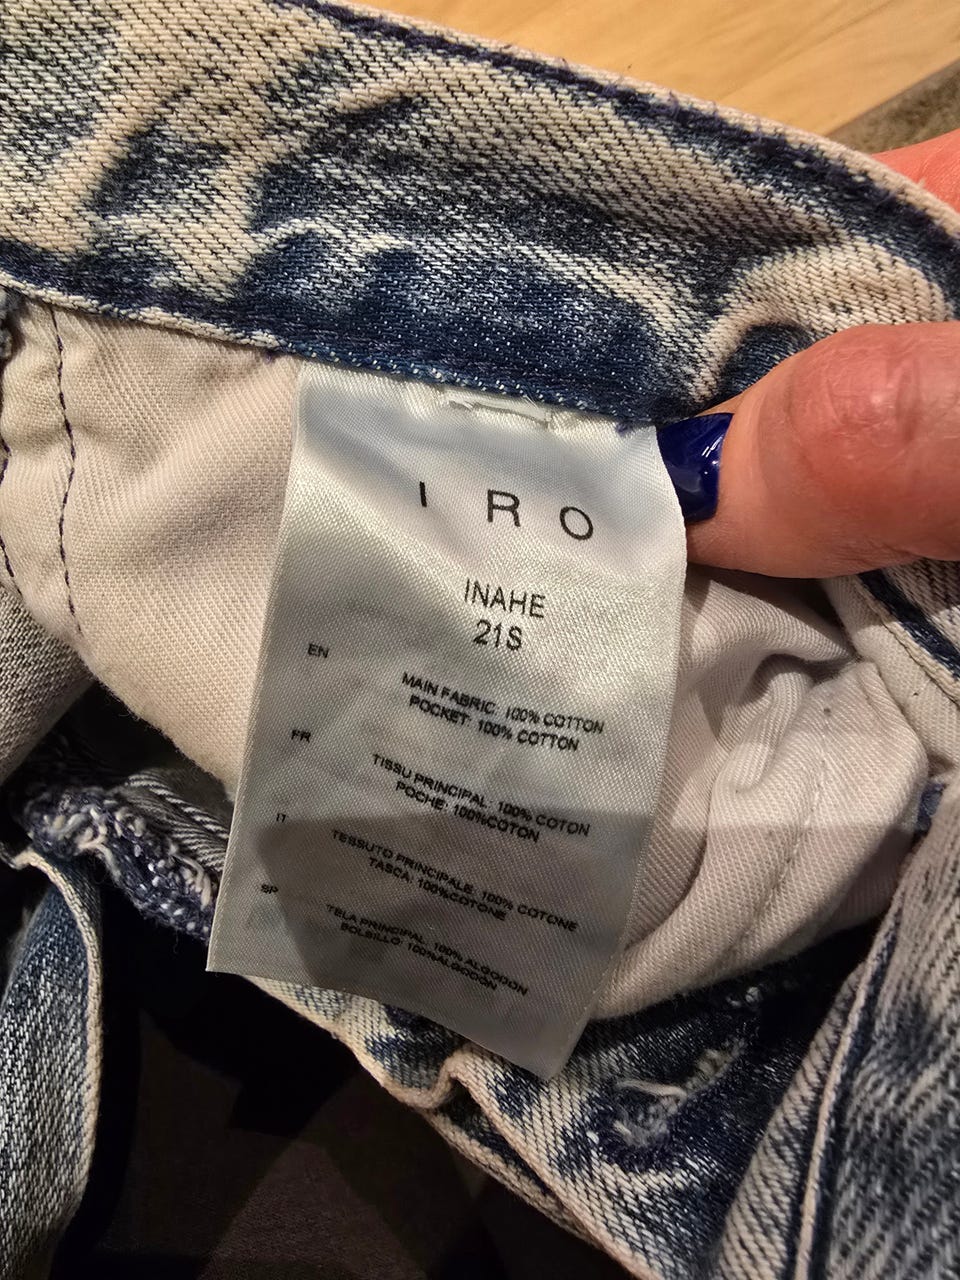 IRO
INAHE
21S
EN
MAIN FABRIC: 100% COTTON
POCKET: 100% COTTON
FR
TISSU PRINCIPAL: 100% COTON
POCHE: 100%COTON
IT
TESSUTO PRINCIPALE: 100% COTONE
TASCA: 100%COTONE
SP
TELA PRINCIPAL: 100% ALGODON
BOLSILLO: 100%ALGODON